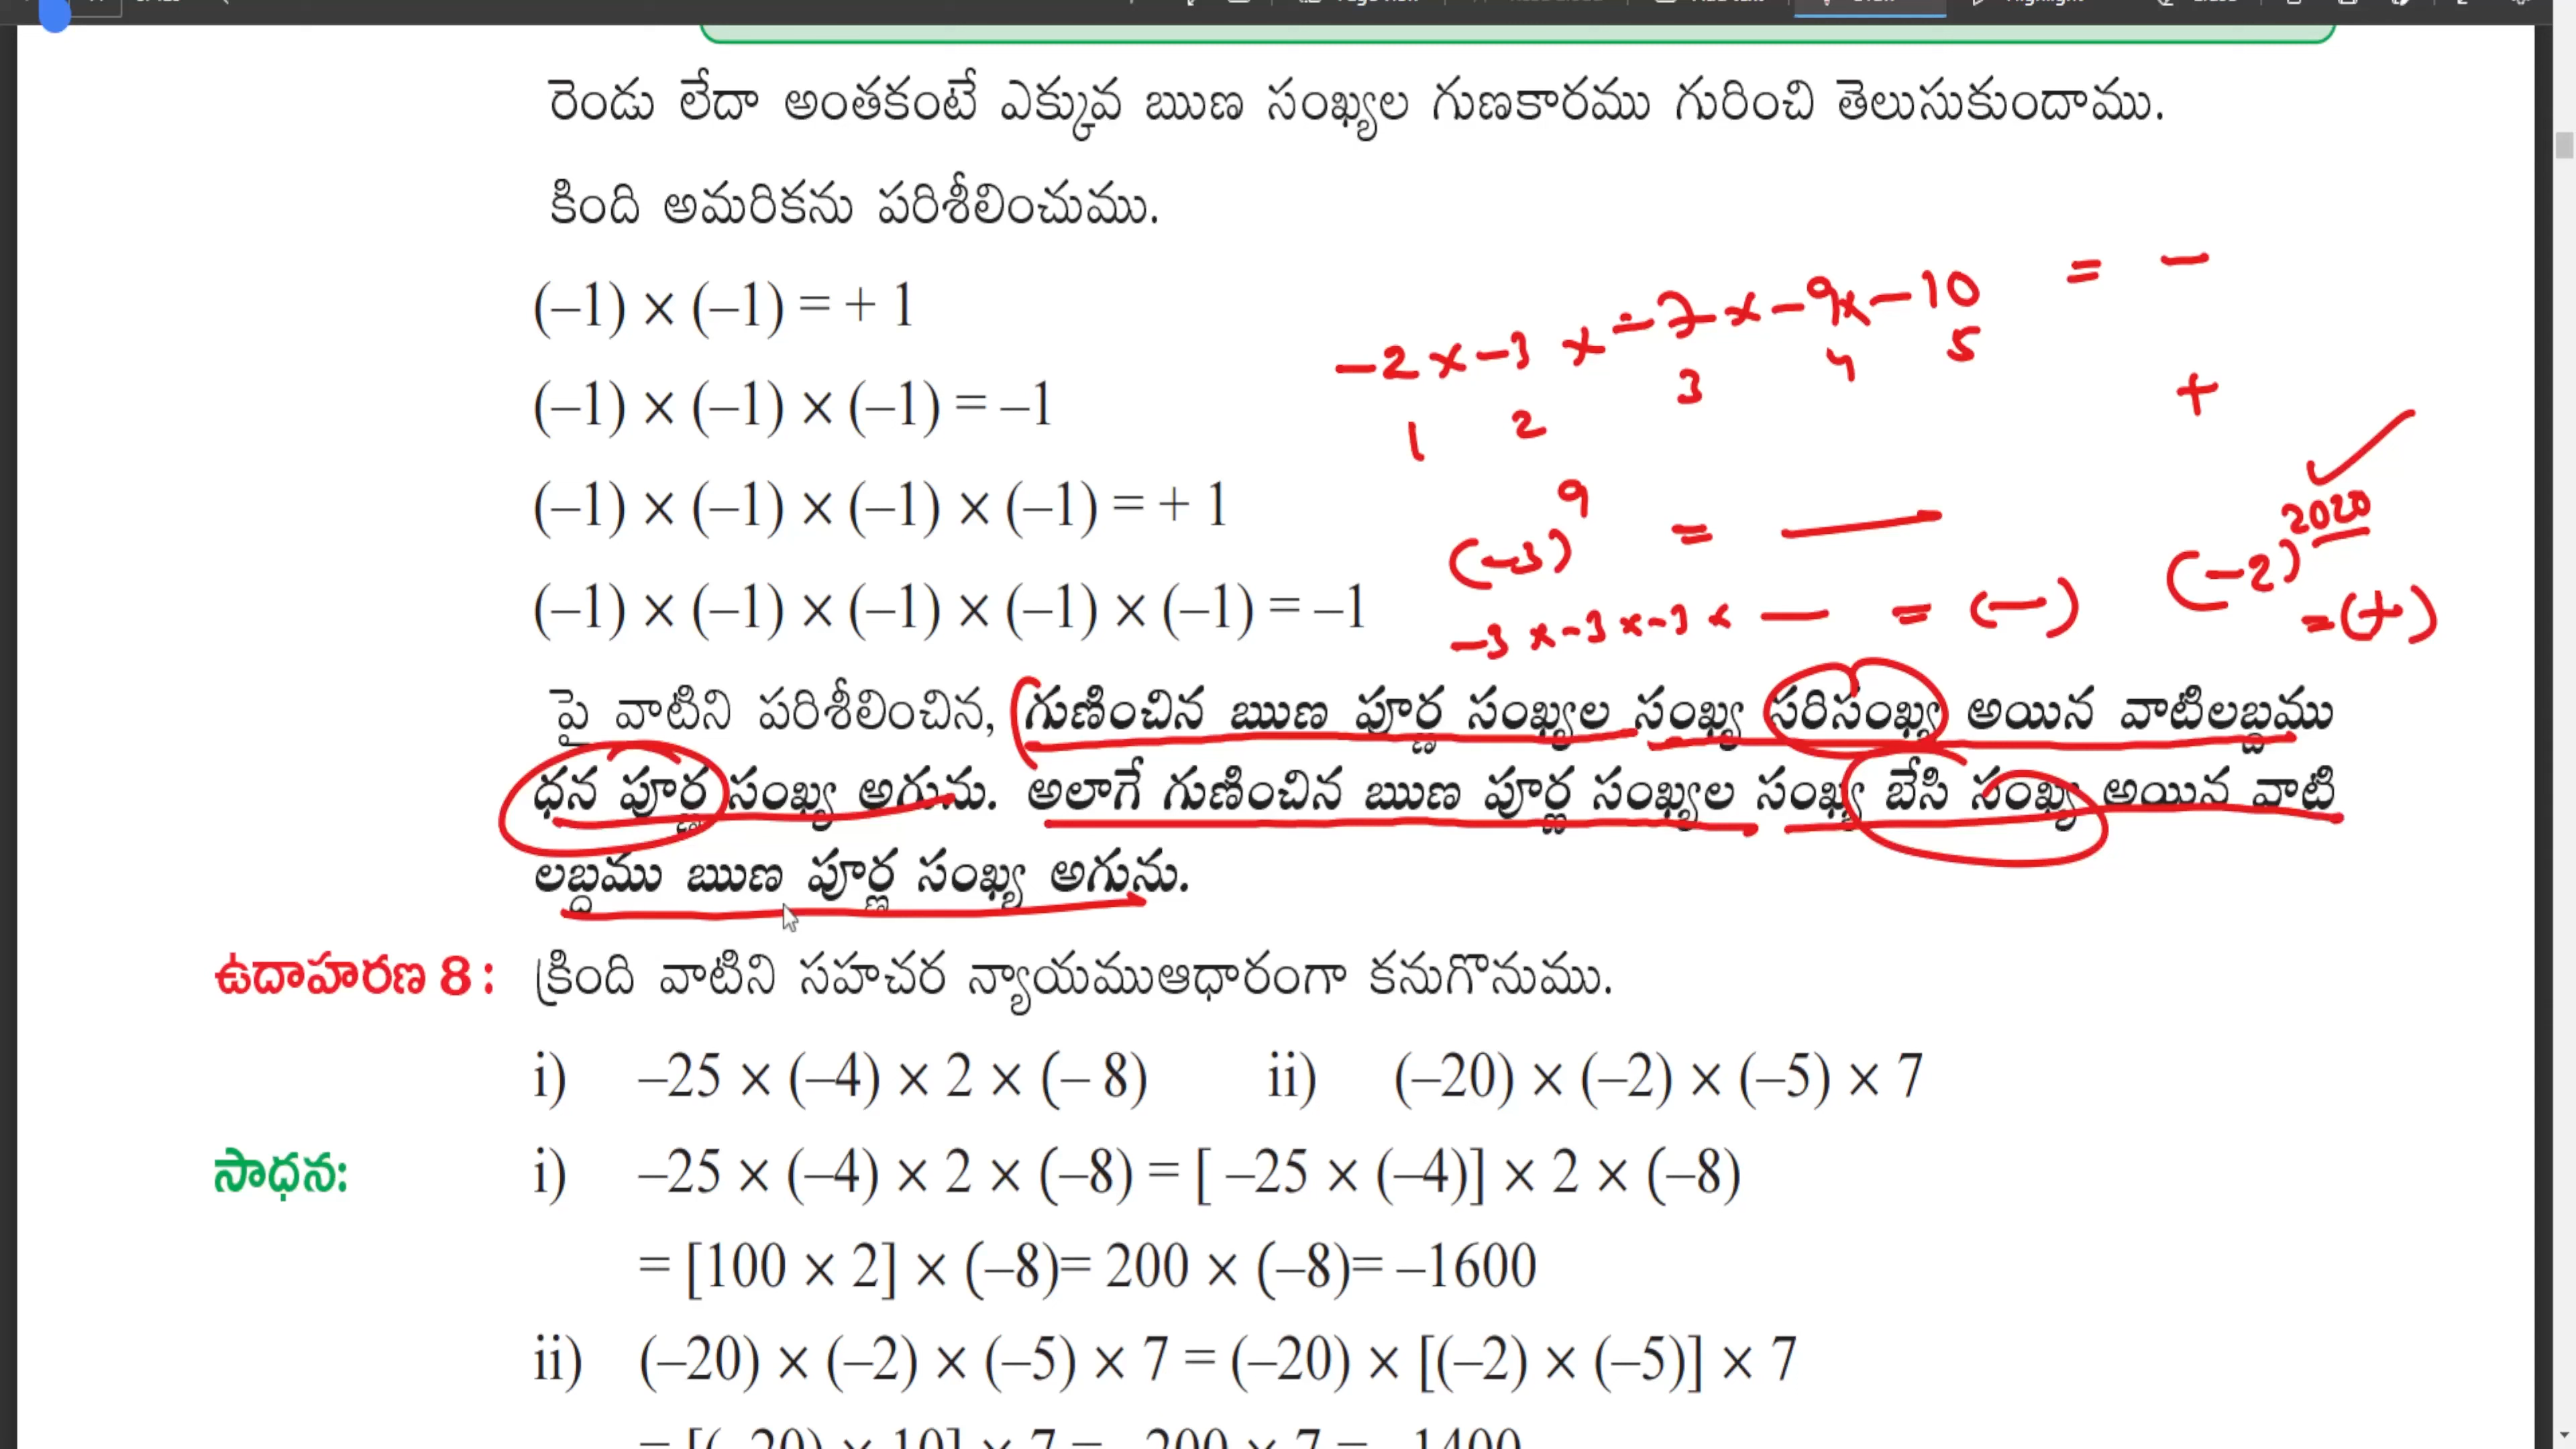 రెండు లేదా అంతకంటే ఎక్కువ ఋణ సంఖ్యల గుణకారము గురించి తెలుసుకుందాము.
కింది అమరికను పరిశీలించుము.
(–1) × (–1) = + 1
(–1) × (–1) × (–1) = –1
(–1) × (–1) × (–1) × (–1) = + 1
(–1) × (–1) × (–1) × (–1) × (–1) = –1
-2 x -3 x -7 x -9 x -10 = -
1 2 3 4 5
+
(-3)^9 = —
-3 x -3 x -3 x — = (-)
(-2)^2020
= (+)
పై వాటిని పరిశీలించిన, గుణించిన ఋణ పూర్ణ సంఖ్యల సంఖ్య సరిసంఖ్య అయిన వాటిలబ్దము
ధన పూర్ణ సంఖ్య అగును. అలాగే గుణించిన ఋణ పూర్ణ సంఖ్యల సంఖ్య బేసి సంఖ్య అయిన వాటి
లబ్దము ఋణ పూర్ణ సంఖ్య అగును.
ఉదాహరణ 8 : క్రింది వాటిని సహచర న్యాయముఆధారంగా కనుగొనుము.
i) –25 × (–4) × 2 × (– 8) ii) (–20) × (–2) × (–5) × 7
సాధన: i) –25 × (–4) × 2 × (–8) = [ –25 × (–4)] × 2 × (–8)
= [100 × 2] × (–8)= 200 × (–8)= –1600
ii) (–20) × (–2) × (–5) × 7 = (–20) × [(–2) × (–5)] × 7